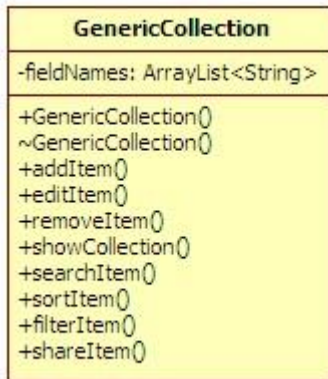 GenericCollection
-fieldNames: ArrayList<String>
+GenericCollection()
~GenericCollection()
+addItem()
+editItem()
+removeItem()
+showCollection()
+searchItem()
+sortItem()
+filterItem()
+shareItem()